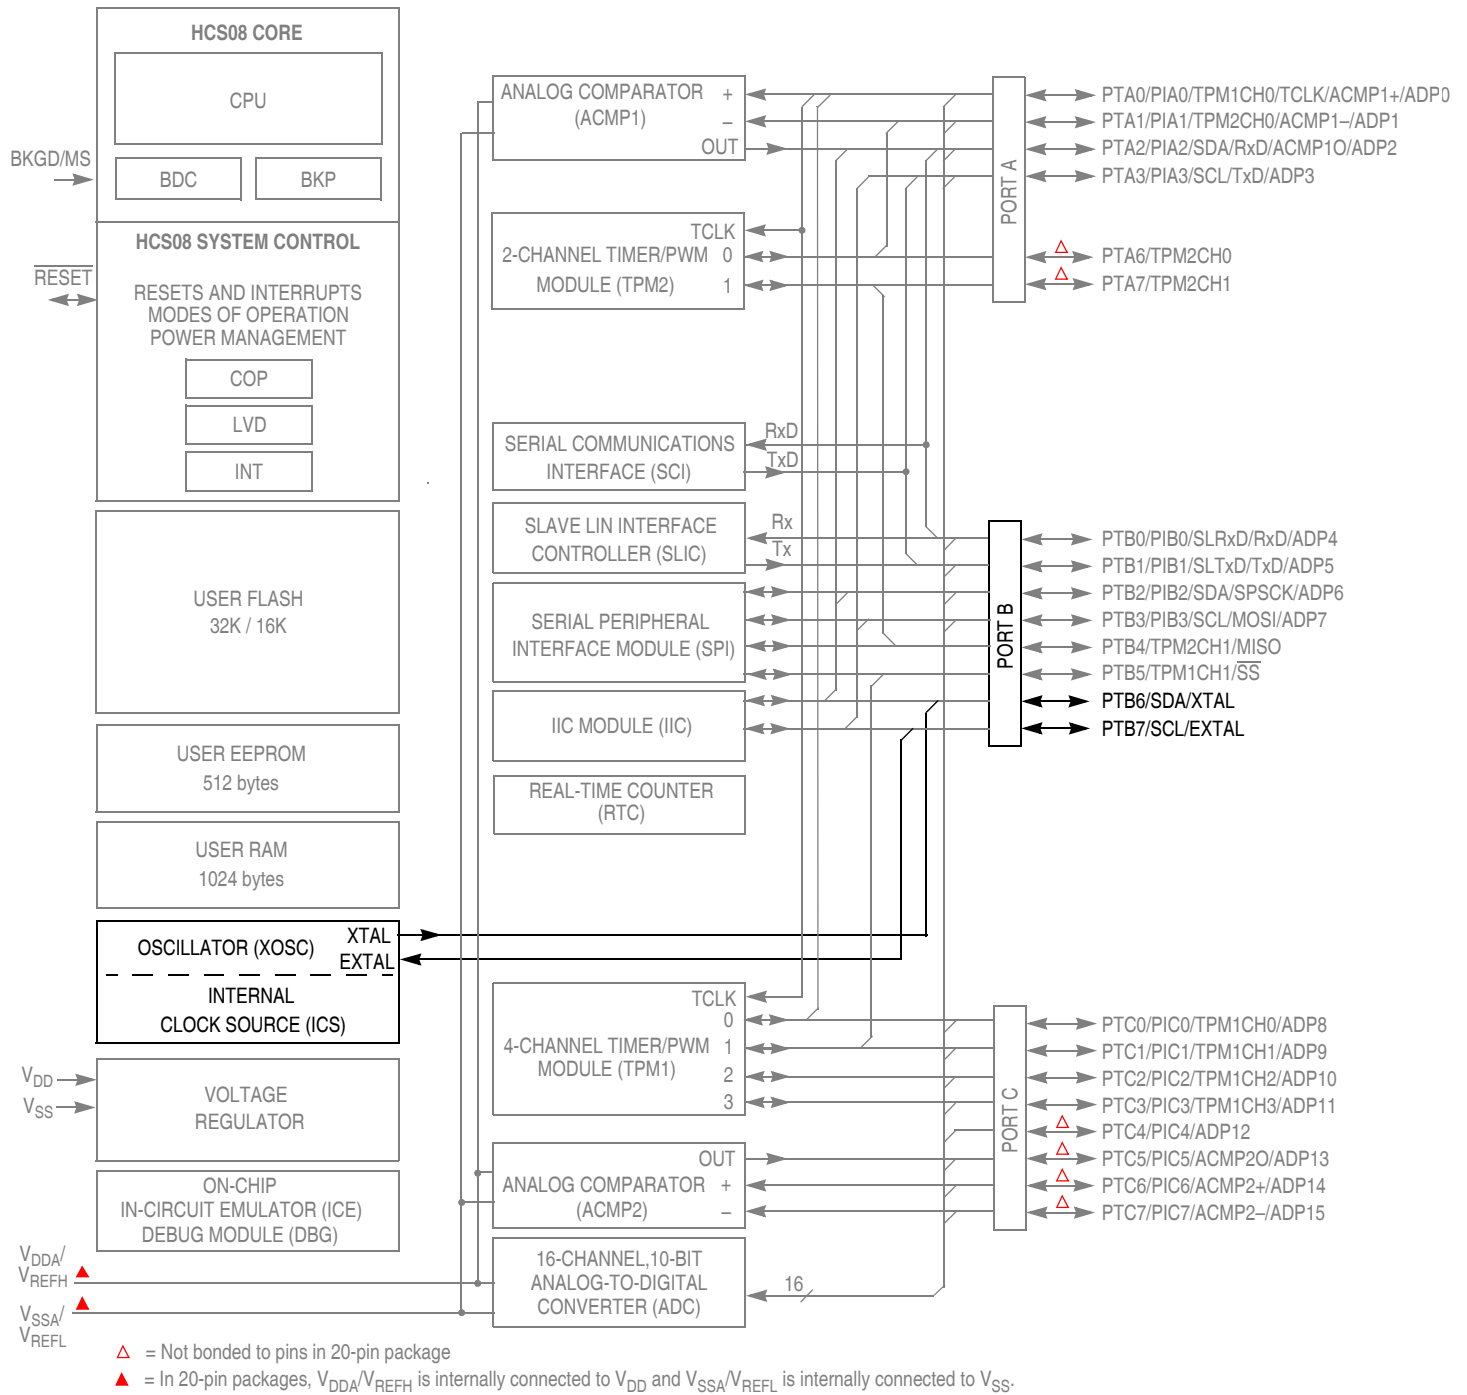 HCS08 CORE
CPU
BKGD/MS
BDC
BKP
HCS08 SYSTEM CONTROL
RESET
RESETS AND INTERRUPTS
MODES OF OPERATION
POWER MANAGEMENT
COP
LVD
INT
USER FLASH
32K / 16K
USER EEPROM
512 bytes
USER RAM
1024 bytes
OSCILLATOR (XOSC)
XTAL
EXTAL
INTERNAL
CLOCK SOURCE (ICS)
VDD
VSS
VOLTAGE
REGULATOR
ON-CHIP
IN-CIRCUIT EMULATOR (ICE)
DEBUG MODULE (DBG)
VDDA/
VREFH
VSSA/
VREFL
ANALOG COMPARATOR
(ACMP1)
+
–
OUT
TCLK
2-CHANNEL TIMER/PWM
MODULE (TPM2)
0
1
SERIAL COMMUNICATIONS
INTERFACE (SCI)
RxD
TxD
SLAVE LIN INTERFACE
CONTROLLER (SLIC)
Rx
Tx
SERIAL PERIPHERAL
INTERFACE MODULE (SPI)
IIC MODULE (IIC)
REAL-TIME COUNTER
(RTC)
TCLK
0
4-CHANNEL TIMER/PWM
MODULE (TPM1)
1
2
3
OUT
ANALOG COMPARATOR
(ACMP2)
+
–
16-CHANNEL,10-BIT
ANALOG-TO-DIGITAL
CONVERTER (ADC)
16
PORT A
PTA0/PIA0/TPM1CH0/TCLK/ACMP1+/ADP0
PTA1/PIA1/TPM2CH0/ACMP1–/ADP1
PTA2/PIA2/SDA/RxD/ACMP1O/ADP2
PTA3/PIA3/SCL/TxD/ADP3
PTA6/TPM2CH0
PTA7/TPM2CH1
PORT B
PTB0/PIB0/SLRxD/RxD/ADP4
PTB1/PIB1/SLTxD/TxD/ADP5
PTB2/PIB2/SDA/SPSCK/ADP6
PTB3/PIB3/SCL/MOSI/ADP7
PTB4/TPM2CH1/MISO
PTB5/TPM1CH1/SS
PTB6/SDA/XTAL
PTB7/SCL/EXTAL
PORT C
PTC0/PIC0/TPM1CH0/ADP8
PTC1/PIC1/TPM1CH1/ADP9
PTC2/PIC2/TPM1CH2/ADP10
PTC3/PIC3/TPM1CH3/ADP11
PTC4/PIC4/ADP12
PTC5/PIC5/ACMP2O/ADP13
PTC6/PIC6/ACMP2+/ADP14
PTC7/PIC7/ACMP2–/ADP15
△ = Not bonded to pins in 20-pin package
▲ = In 20-pin packages, VDDA/VREFH is internally connected to VDD and VSSA/VREFL is internally connected to VSS.